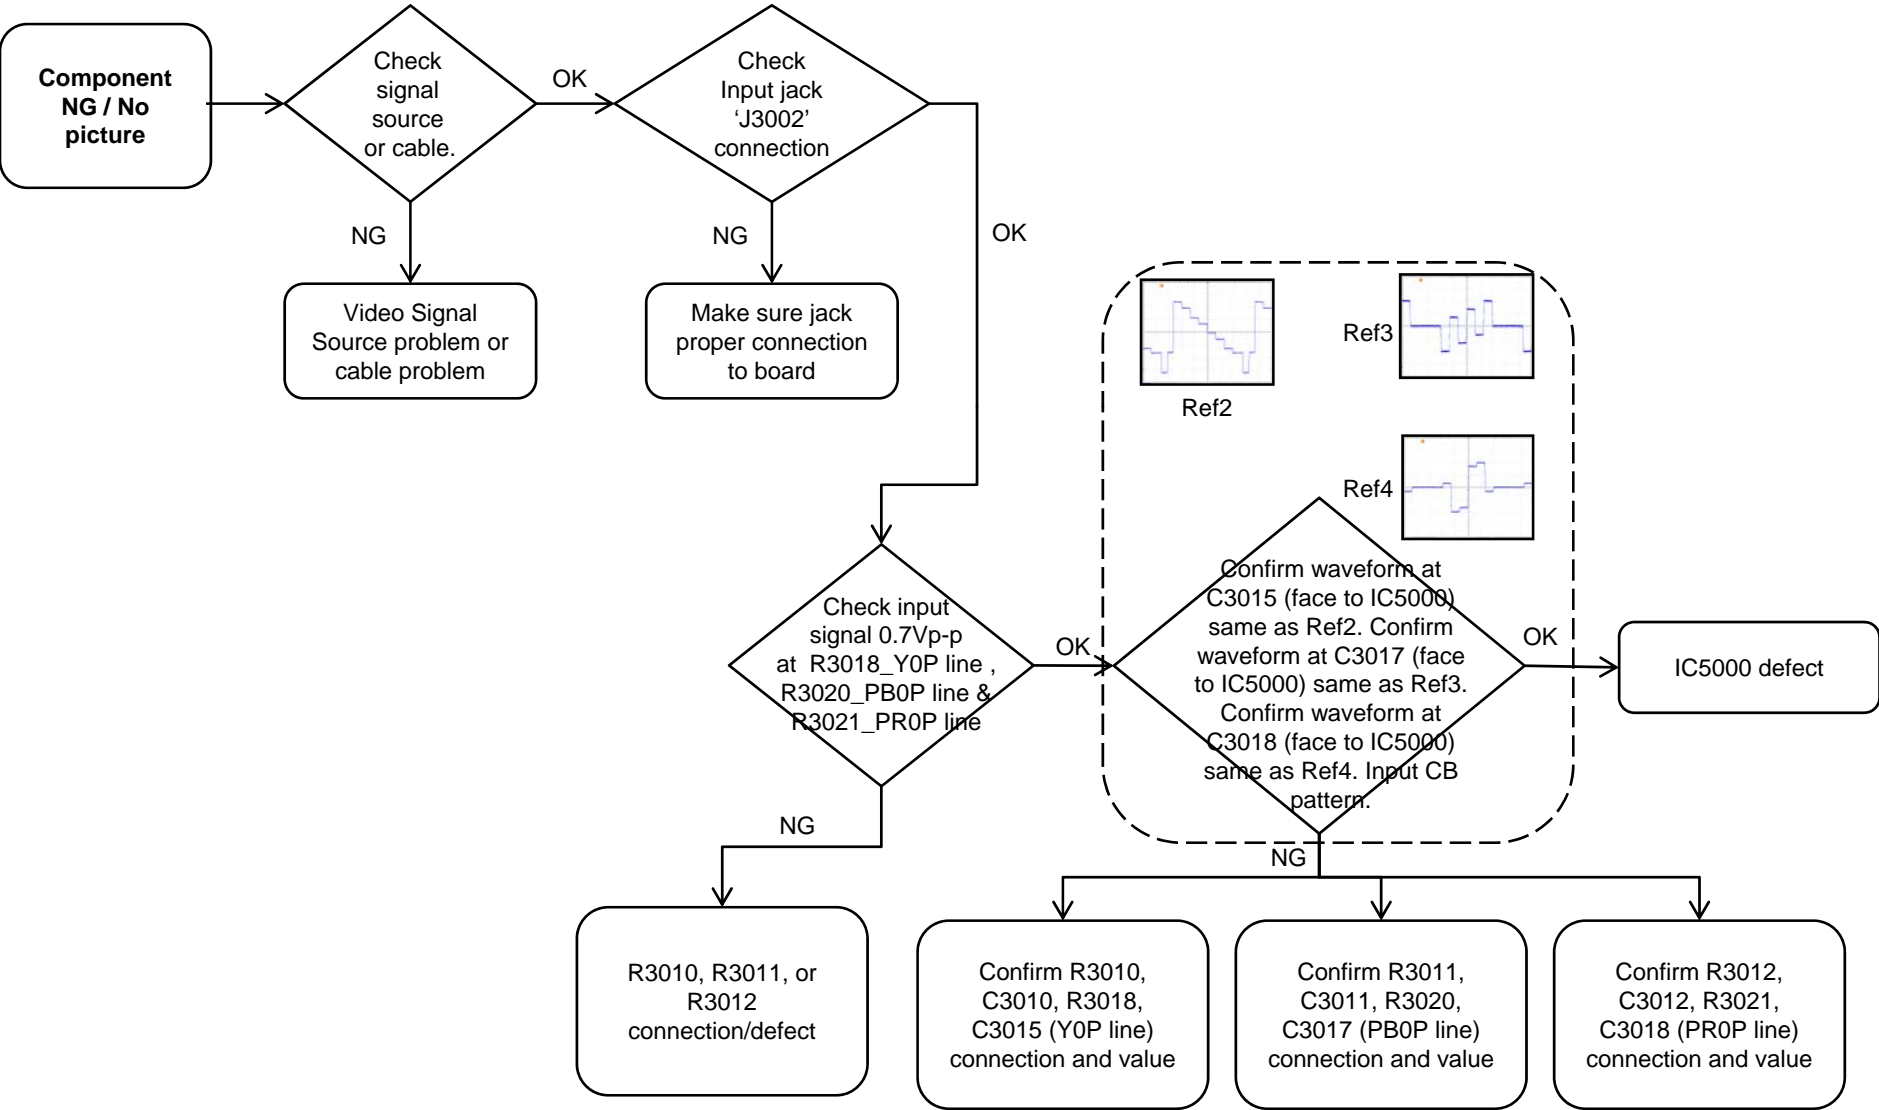 Component
NG / No
picture
Check
signal
source
or cable.
OK
Check
Input jack
‘J3002’
connection
NG
NG
OK
Video Signal
Source problem or
cable problem
Make sure jack
proper connection
to board
Ref2
Ref3
Ref4
Check input
signal 0.7Vp-p
at R3018_Y0P line ,
R3020_PB0P line &
R3021_PR0P line
OK
Confirm waveform at
C3015 (face to IC5000)
same as Ref2. Confirm
waveform at C3017 (face
to IC5000) same as Ref3.
Confirm waveform at
C3018 (face to IC5000)
same as Ref4. Input CB
pattern.
OK
IC5000 defect
NG
NG
R3010, R3011, or
R3012
connection/defect
Confirm R3010,
C3010, R3018,
C3015 (Y0P line)
connection and value
Confirm R3011,
C3011, R3020,
C3017 (PB0P line)
connection and value
Confirm R3012,
C3012, R3021,
C3018 (PR0P line)
connection and value